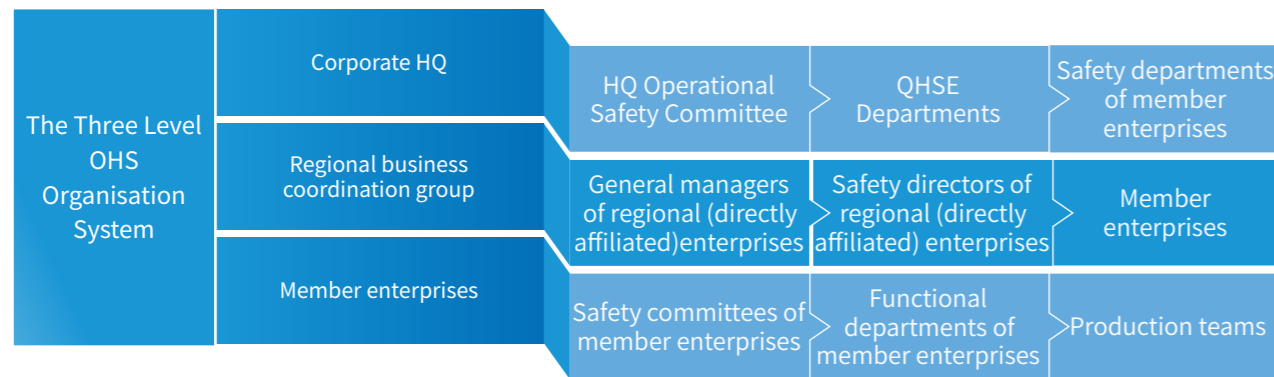 The Three Level
OHS
Organisation
System
Corporate HQ
HQ Operational
Safety Committee
QHSE
Departments
Safety departments
of member
enterprises
Regional business
coordination group
General managers
of regional (directly
affiliated)enterprises
Safety directors of
regional (directly
affiliated) enterprises
Member
enterprises
Member enterprises
Safety committees of
member enterprises
Functional
departments of
member enterprises
Production teams